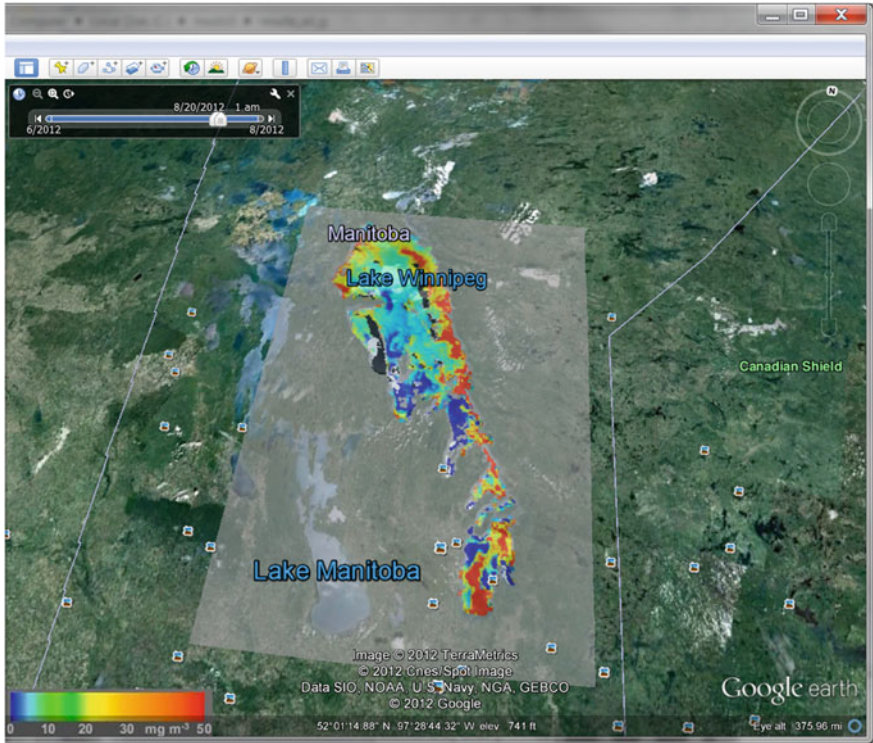 8/20/2012 1 am
6/2012 8/2012
N
Manitoba
Lake Winnipeg
Canadian Shield
Lake Manitoba
Image © 2012 TerraMetrics
© 2012 Cnes/Spot Image
Data SIO, NOAA, U.S. Navy, NGA, GEBCO
© 2012 Google
Google earth
0 10 20 30 mg m-3 50
52°01'14.88" N 97°28'44.32" W elev 741 ft
Eye alt 375.96 mi